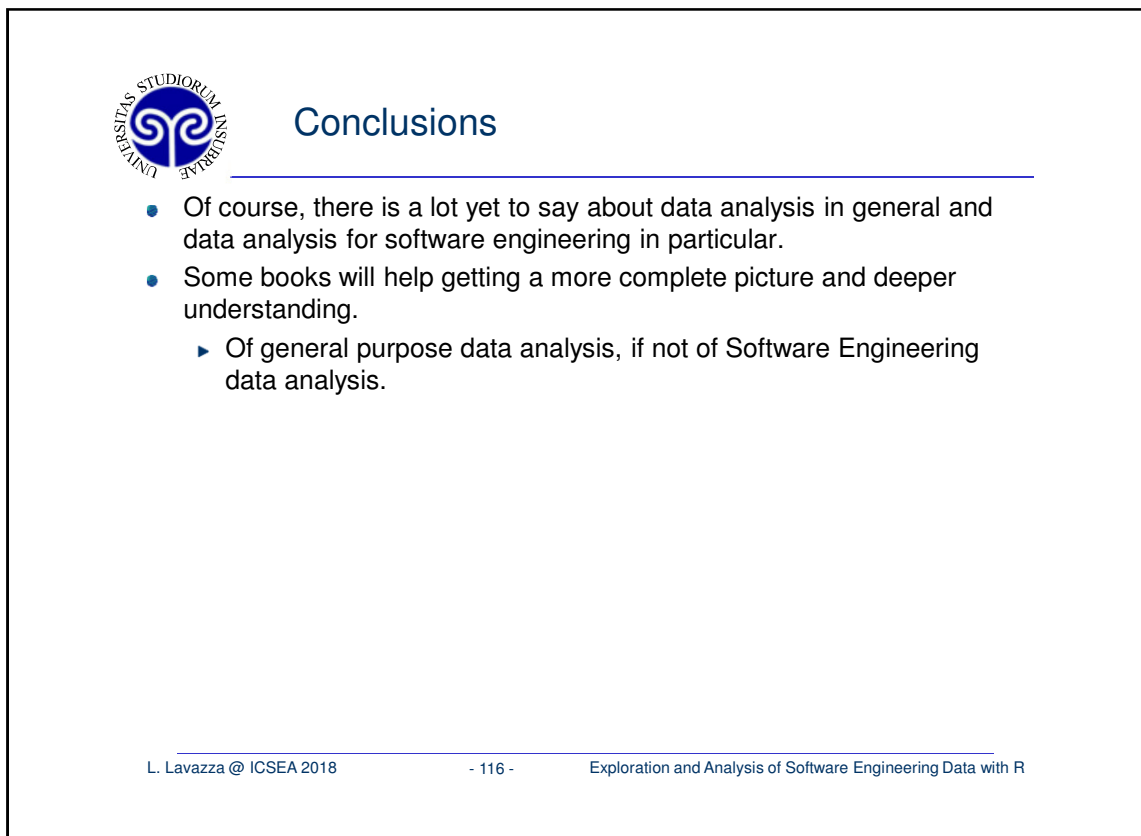 UNIVERSITAS STUDIORUM INSUBRIAE
Conclusions
Of course, there is a lot yet to say about data analysis in general and
data analysis for software engineering in particular.
Some books will help getting a more complete picture and deeper
understanding.
Of general purpose data analysis, if not of Software Engineering
data analysis.
L. Lavazza @ ICSEA 2018 - 116 - Exploration and Analysis of Software Engineering Data with R